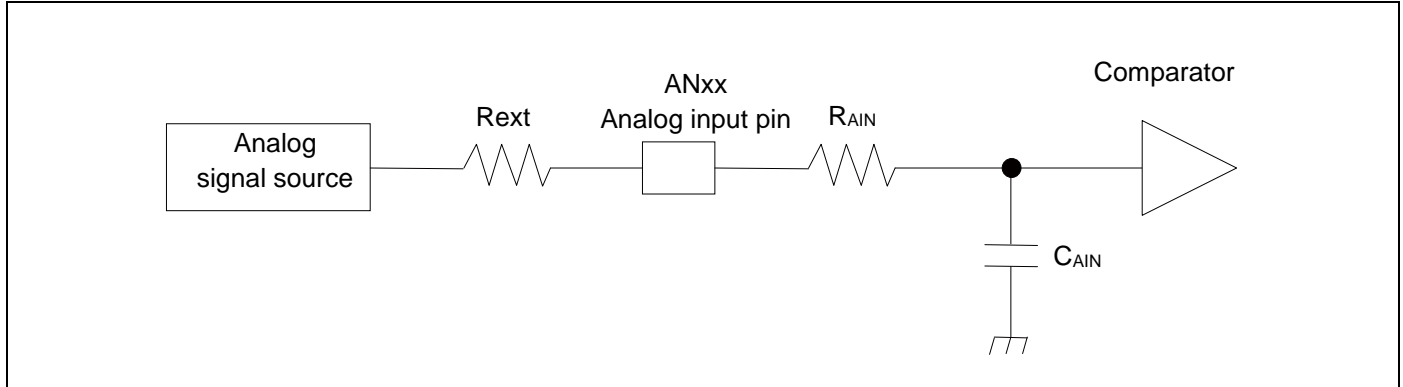 Analog
signal source
Rext
ANxx
Analog input pin
RAIN
Comparator
CAIN